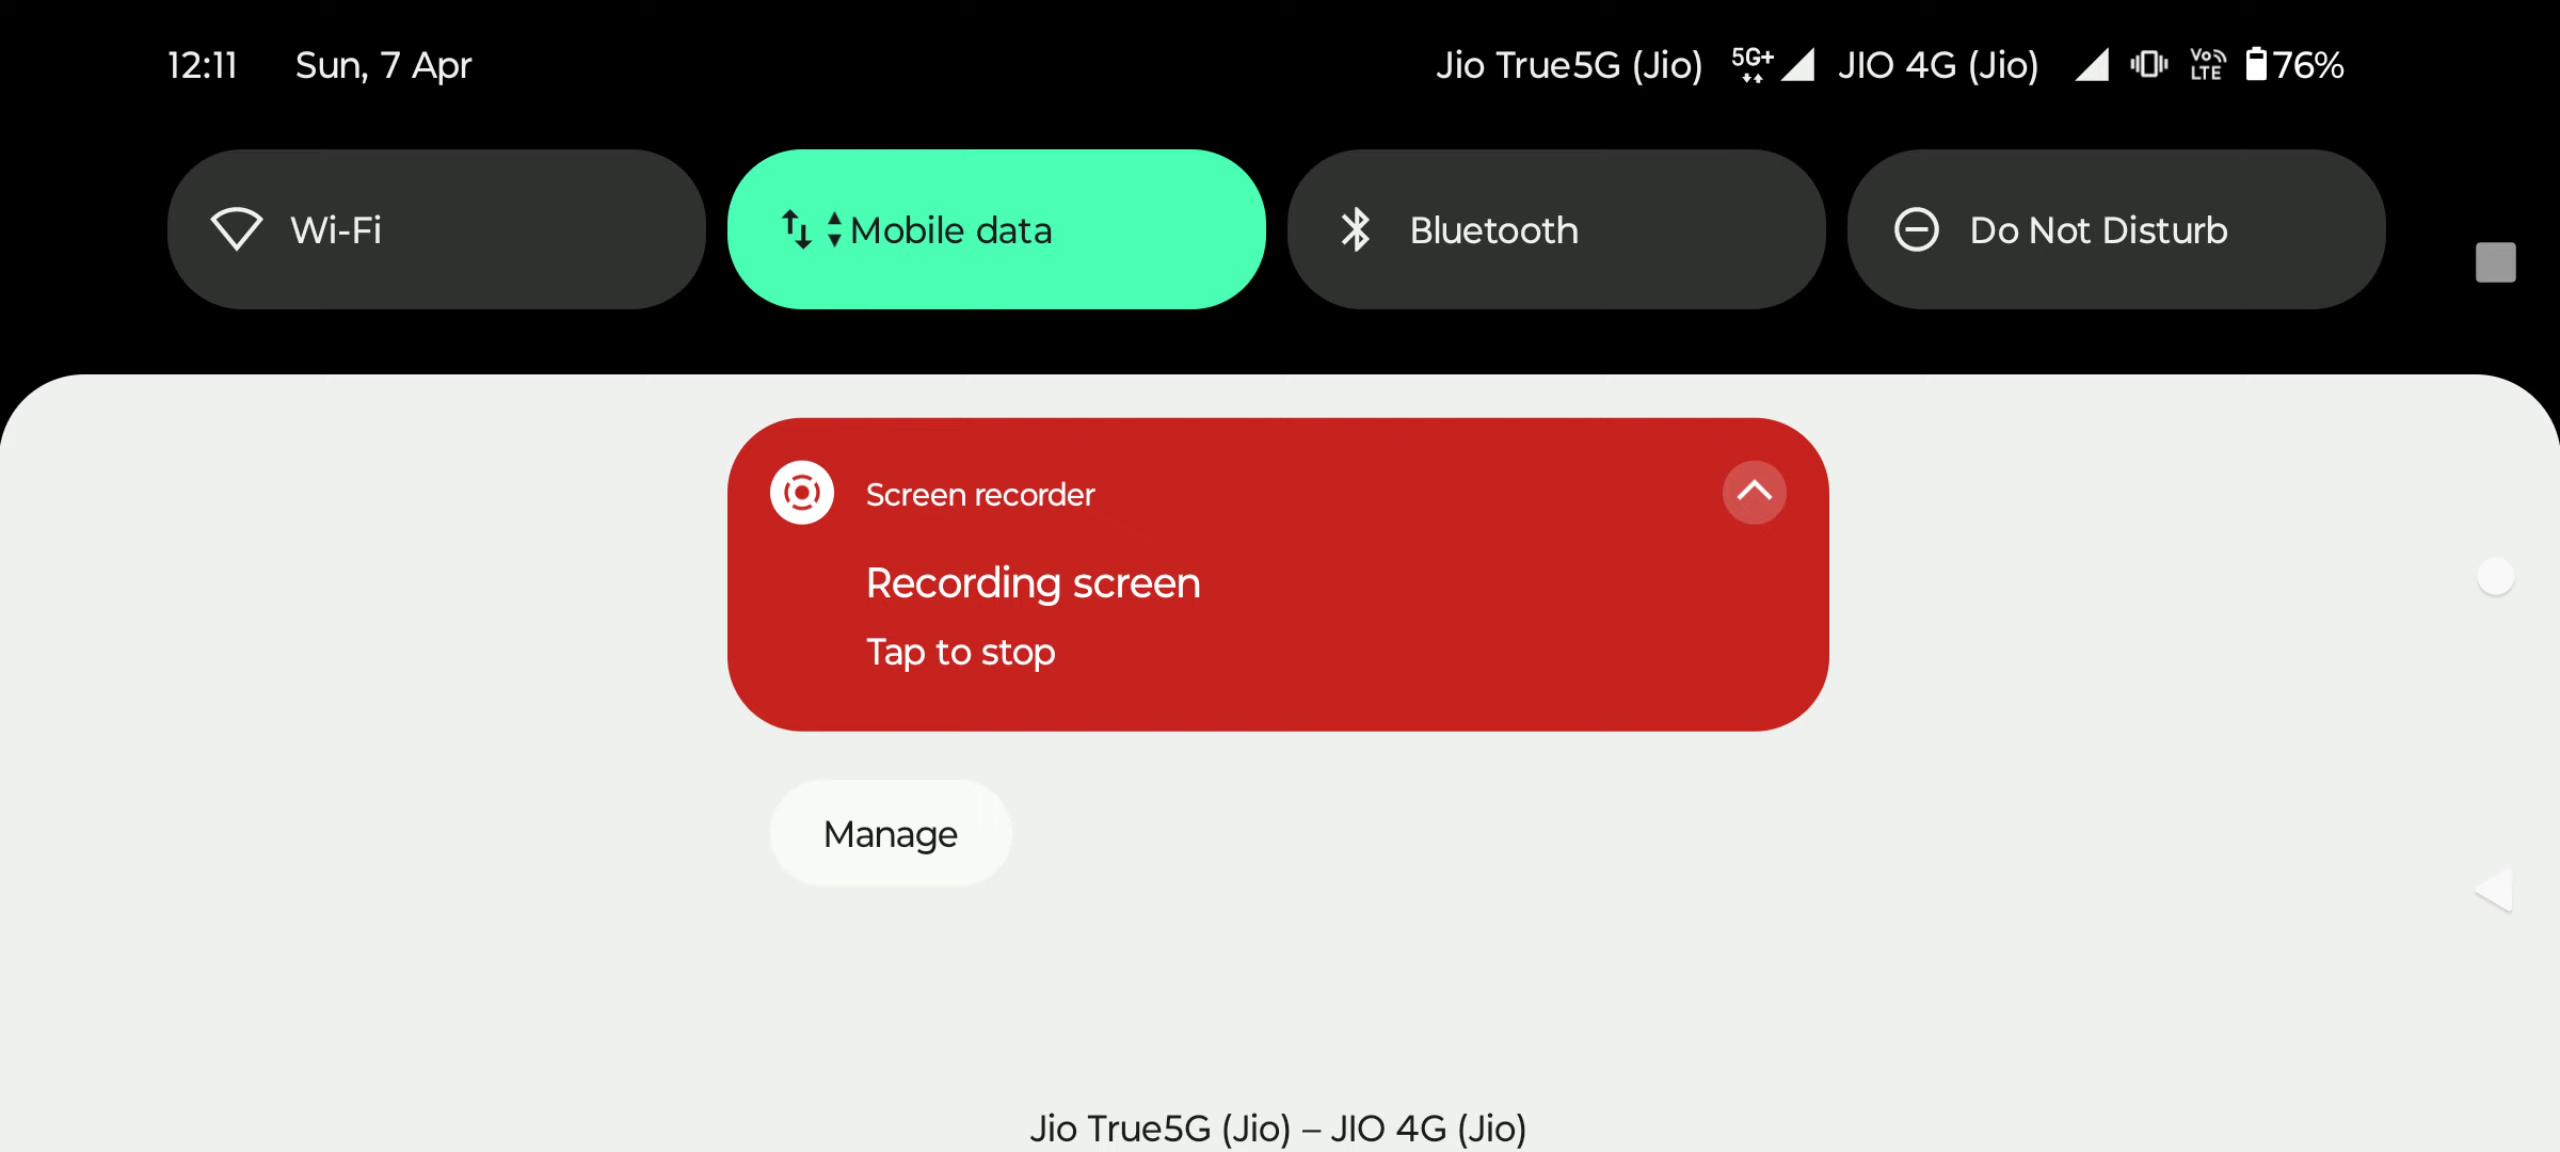 12:11 Sun, 7 Apr Jio True5G (Jio) 5G+ JIO 4G (Jio) Vo LTE 76%
Wi-Fi Mobile data Bluetooth Do Not Disturb
Screen recorder
Recording screen
Tap to stop
Manage
Jio True5G (Jio) – JIO 4G (Jio)